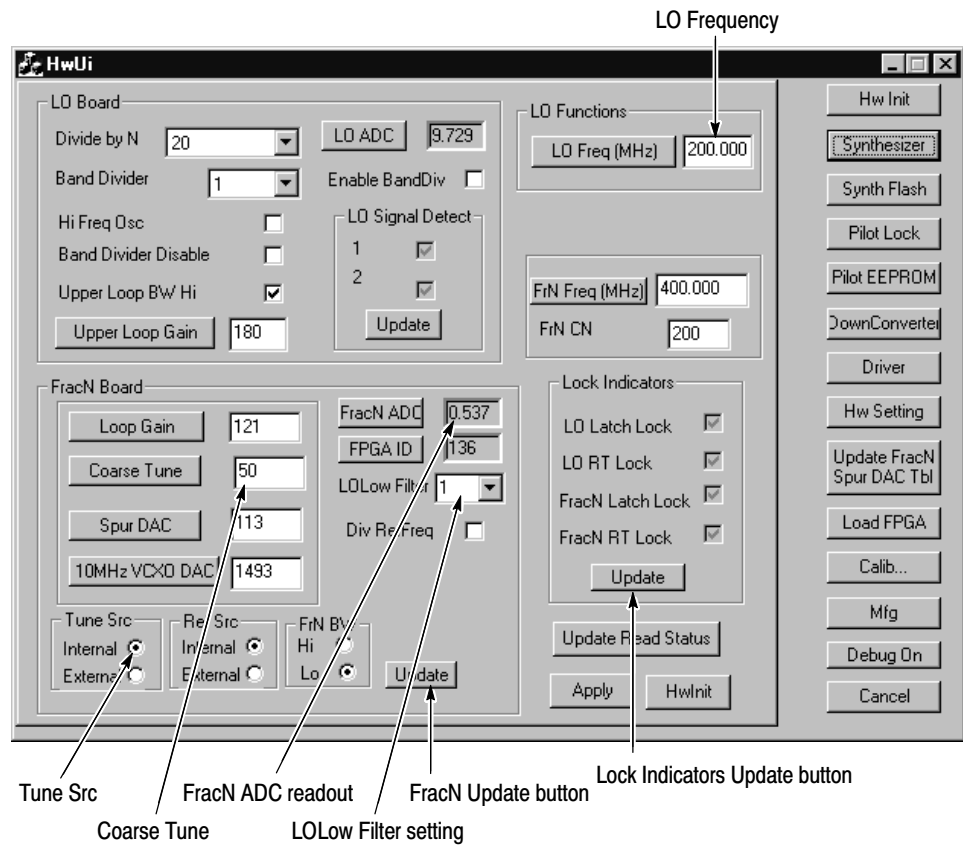 LO Frequency
HwUi
LO Board
Divide by N 20
LO ADC 9.729
Band Divider 1
Enable BandDiv
Hi Freq Osc
Band Divider Disable
Upper Loop BW Hi
Upper Loop Gain 180
LO Signal Detect
1
2
Update
LO Functions
LO Freq (MHz) 200.000
FrN Freq (MHz) 400.000
FrN CN 200
FracN Board
Loop Gain 121
Coarse Tune 50
Spur DAC 113
10MHz VCXO DAC 1493
FracN ADC 0.537
FPGA ID 136
LOLow Filter 1
Div Re Freq
Tune Src
Internal
External
Re Src
Internal
External
FrN BW
Hi
Lo
Update
Lock Indicators
LO Latch Lock
LO RT Lock
FracN Latch Lock
FracN RT Lock
Update
Update Read Status
Apply
HwInit
Hw Init
Synthesizer
Synth Flash
Pilot Lock
Pilot EEPROM
DownConverter
Driver
Hw Setting
Update FracN
Spur DAC Tbl
Load FPGA
Calib...
Mfg
Debug On
Cancel
Tune Src
Coarse Tune
FracN ADC readout
LOLow Filter setting
FracN Update button
Lock Indicators Update button